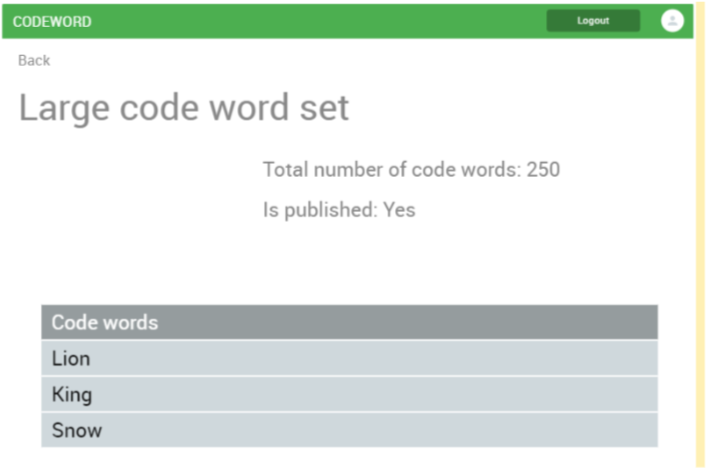 CODEWORD
Logout
Back
Large code word set
Total number of code words: 250
Is published: Yes
Code words
Lion
King
Snow